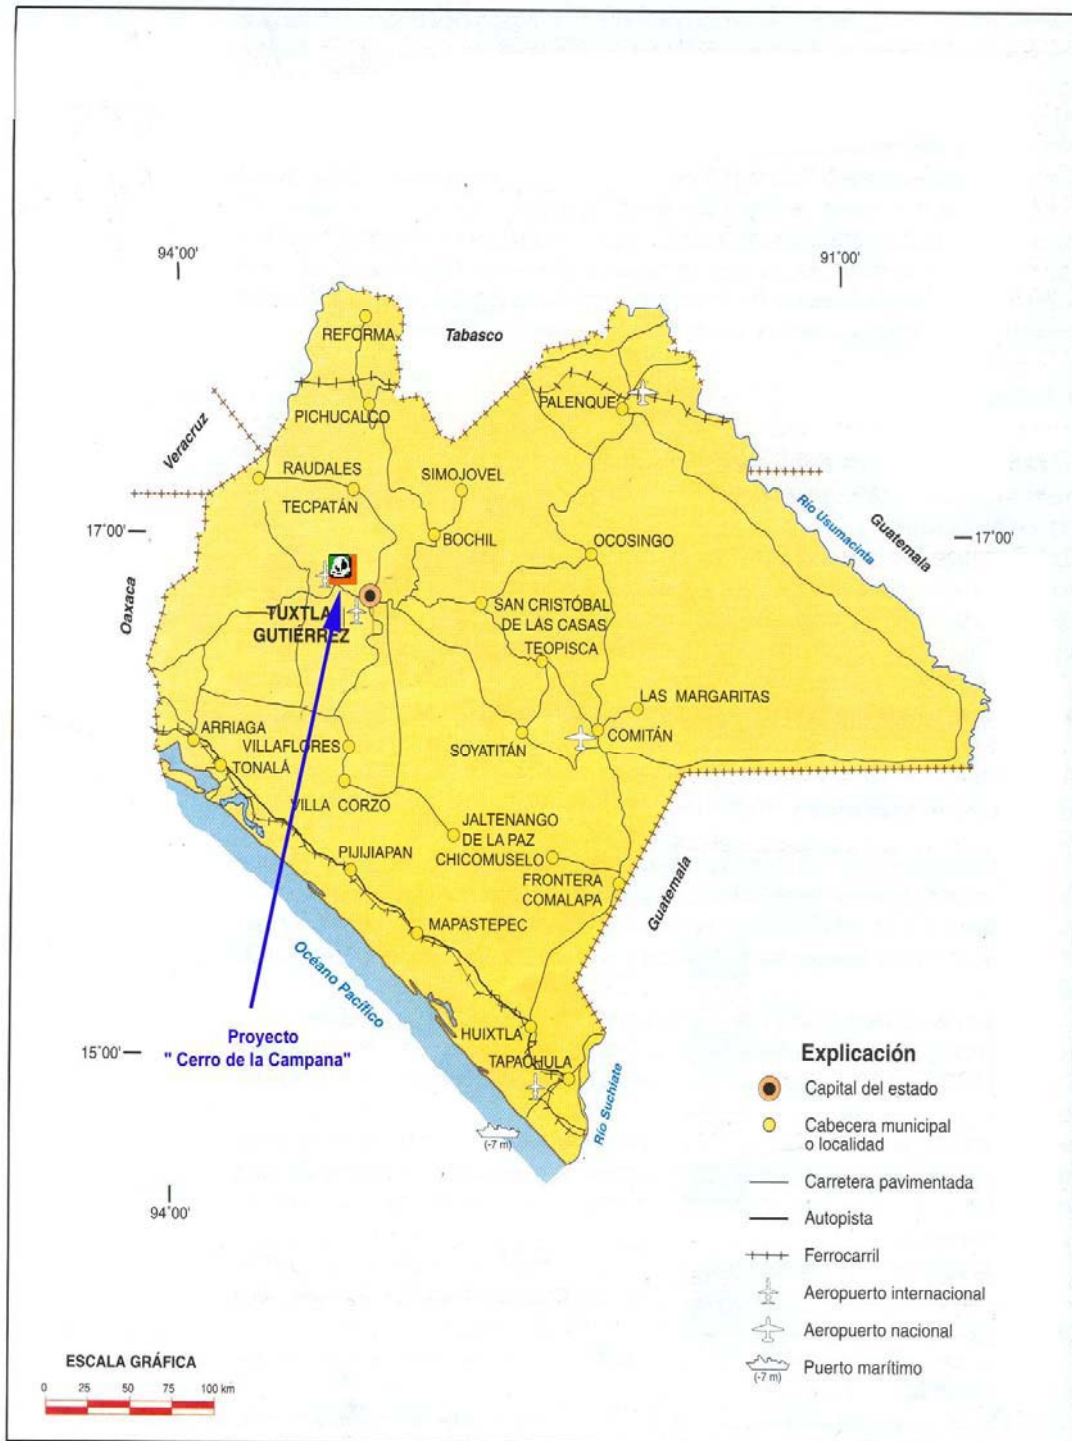 94°00'
91°00'
REFORMA
Tabasco
PALENQUE
PICHUCALCO
Veracruz
RAUDALES
SIMOJOVEL
TECPATÁN
Río Usumacinta
Guatemala
17°00'
17°00'
BOCHIL
OCOSINGO
Oaxaca
TUXTLA
GUTIÉRREZ
SAN CRISTÓBAL
DE LAS CASAS
TEOPISCA
LAS MARGARITAS
ARRIAGA
VILLAFLORES
SOYATITÁN
COMITÁN
TONALÁ
VILLA CORZO
JALTENANGO
DE LA PAZ
CHICOMUSELO
PIJIJIAPAN
FRONTERA
COMALAPA
Guatemala
MAPASTEPEC
Océano Pacífico
Proyecto
" Cerro de la Campana"
HUIXTLA
15°00'
TAPACHULA
Río Suchiate
(-7 m)
94°00'
Explicación
Capital del estado
Cabecera municipal
o localidad
Carretera pavimentada
Autopista
Ferrocarril
Aeropuerto internacional
Aeropuerto nacional
Puerto marítimo
(-7 m)
ESCALA GRÁFICA
0 25 50 75 100 km